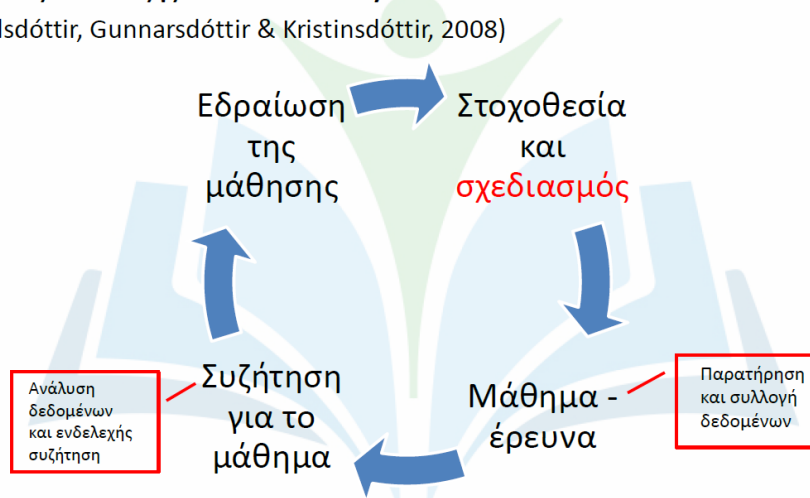 lsdóttir, Gunnarsdóttir & Kristinsdóttir, 2008)
Εδραίωση
της
μάθησης
Στοχοθεσία
και
σχεδιασμός
Μάθημα -
έρευνα
Παρατήρηση
και συλλογή
δεδομένων
Συζήτηση
για το
μάθημα
Ανάλυση
δεδομένων
και ενδελεχής
συζήτηση